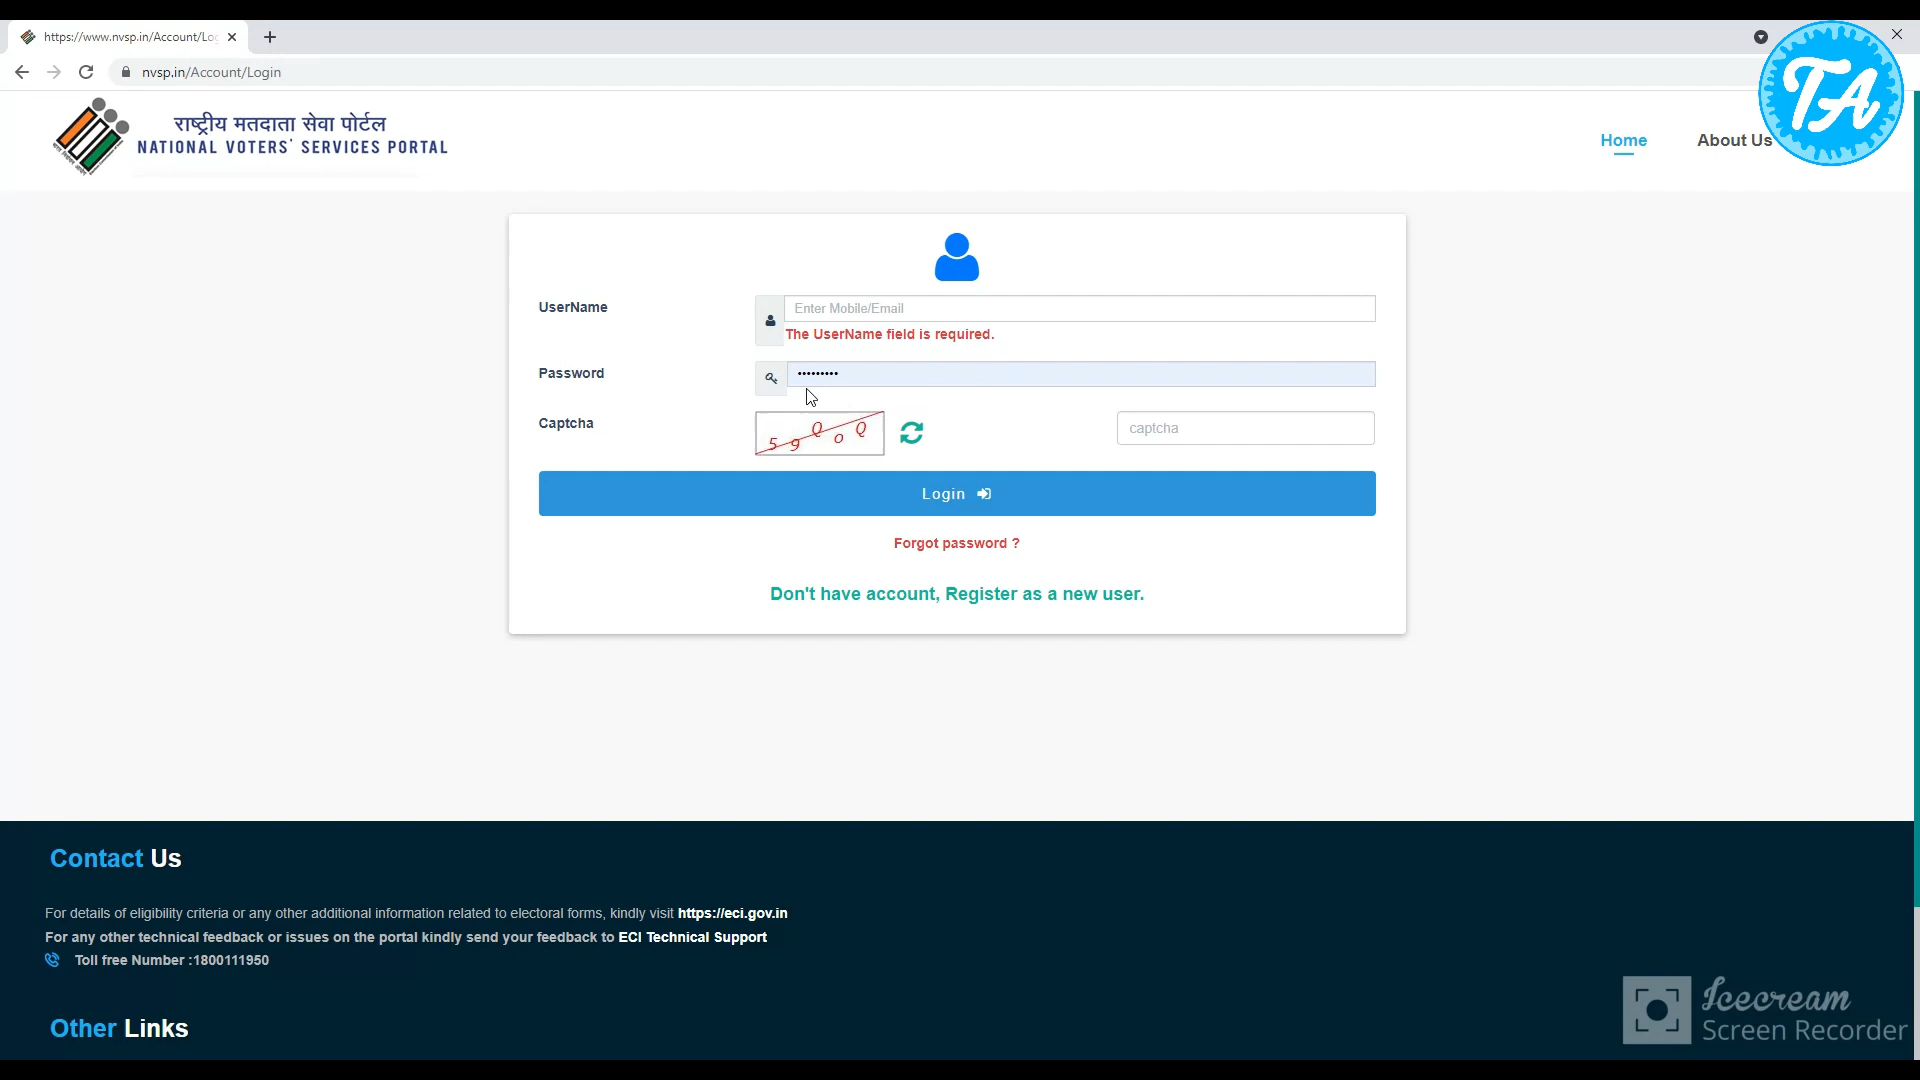 https://www.nvsp.in/Account/Lo
nvsp.in/Account/Login
TA
राष्ट्रीय मतदाता सेवा पोर्टल
NATIONAL VOTERS' SERVICES PORTAL
Home
About Us
UserName
Enter Mobile/Email
The UserName field is required.
Password
Captcha
5 9 Q o Q
captcha
Login
Forgot password ?
Don't have account, Register as a new user.
Contact Us
For details of eligibility criteria or any other additional information related to electoral forms, kindly visit https://eci.gov.in
For any other technical feedback or issues on the portal kindly send your feedback to ECI Technical Support
Toll free Number :1800111950
Other Links
Icecream
Screen Recorder